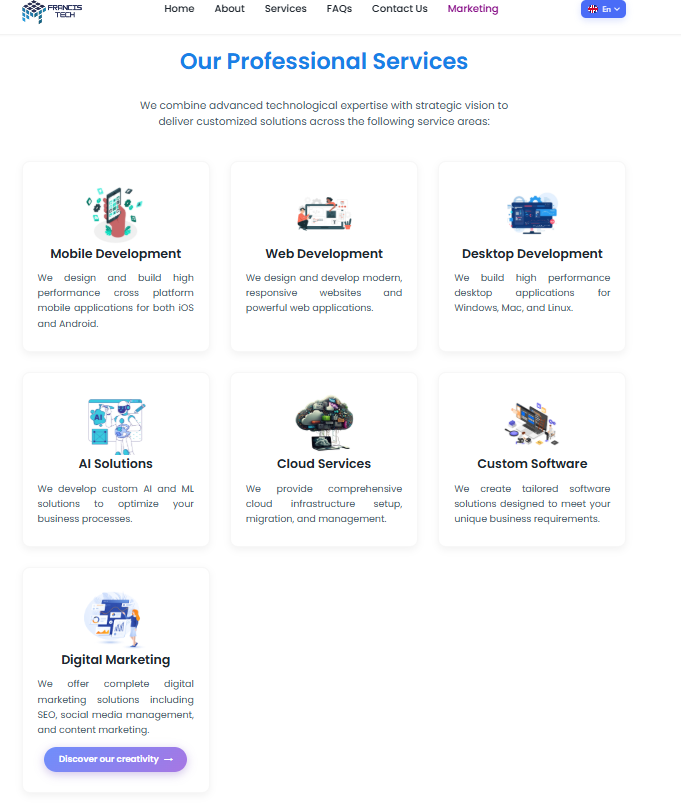 FRANCIS
TECH
Home About Services FAQs Contact Us Marketing
En
Our Professional Services
We combine advanced technological expertise with strategic vision to
deliver customized solutions across the following service areas:
Mobile Development
We design and build high
performance cross platform
mobile applications for both iOS
and Android.
Web Development
We design and develop modern,
responsive websites and
powerful web applications.
Desktop Development
We build high performance
desktop applications for
Windows, Mac, and Linux.
AI
AI Solutions
We develop custom AI and ML
solutions to optimize your
business processes.
Cloud Services
We provide comprehensive
cloud infrastructure setup,
migration, and management.
Custom Software
We create tailored software
solutions designed to meet your
unique business requirements.
Digital Marketing
We offer complete digital
marketing solutions including
SEO, social media management,
and content marketing.
Discover our creativity →